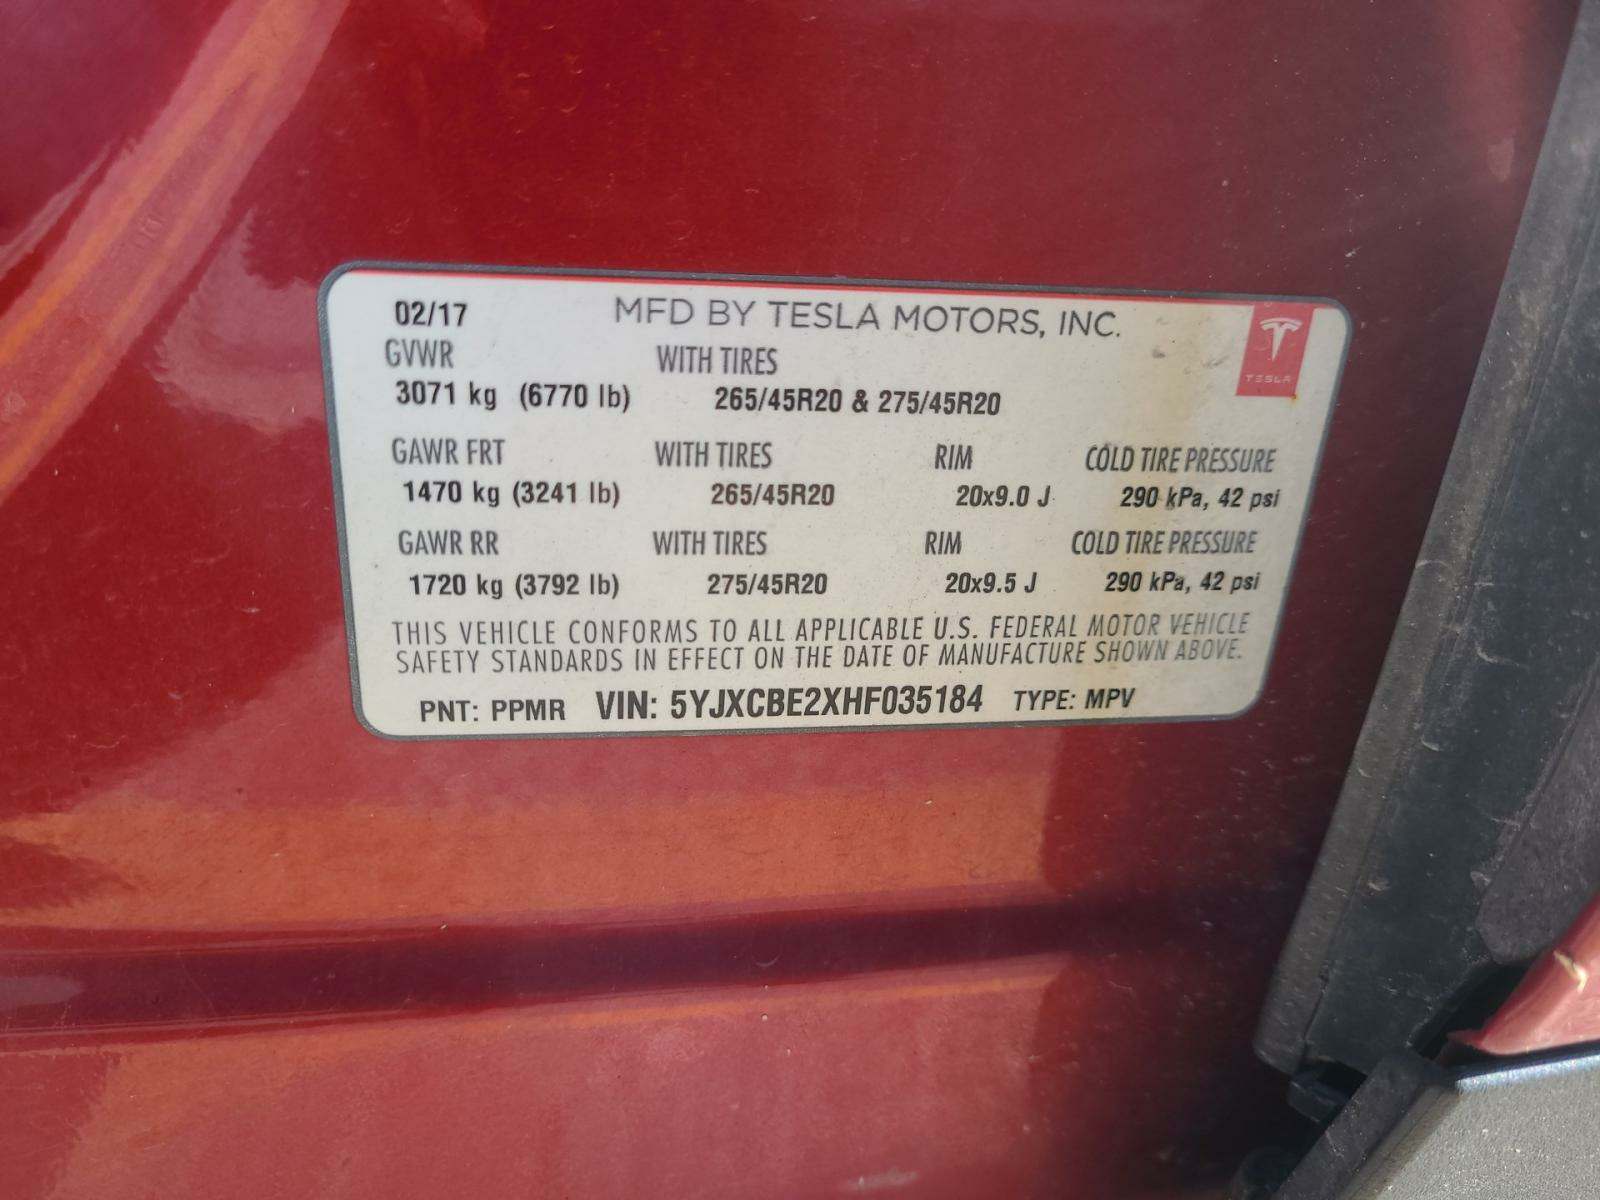 02/17 MFD BY TESLA MOTORS, INC.
GVWR WITH TIRES
TESLA
3071 kg (6770 lb) 265/45R20 & 275/45R20
GAWR FRT WITH TIRES RIM COLD TIRE PRESSURE
1470 kg (3241 lb) 265/45R20 20x9.0 J 290 kPa, 42 psi
GAWR RR WITH TIRES RIM COLD TIRE PRESSURE
1720 kg (3792 lb) 275/45R20 20x9.5 J 290 kPa, 42 psi
THIS VEHICLE CONFORMS TO ALL APPLICABLE U.S. FEDERAL MOTOR VEHICLE
SAFETY STANDARDS IN EFFECT ON THE DATE OF MANUFACTURE SHOWN ABOVE.
PNT: PPMR VIN: 5YJXCBE2XHF035184 TYPE: MPV